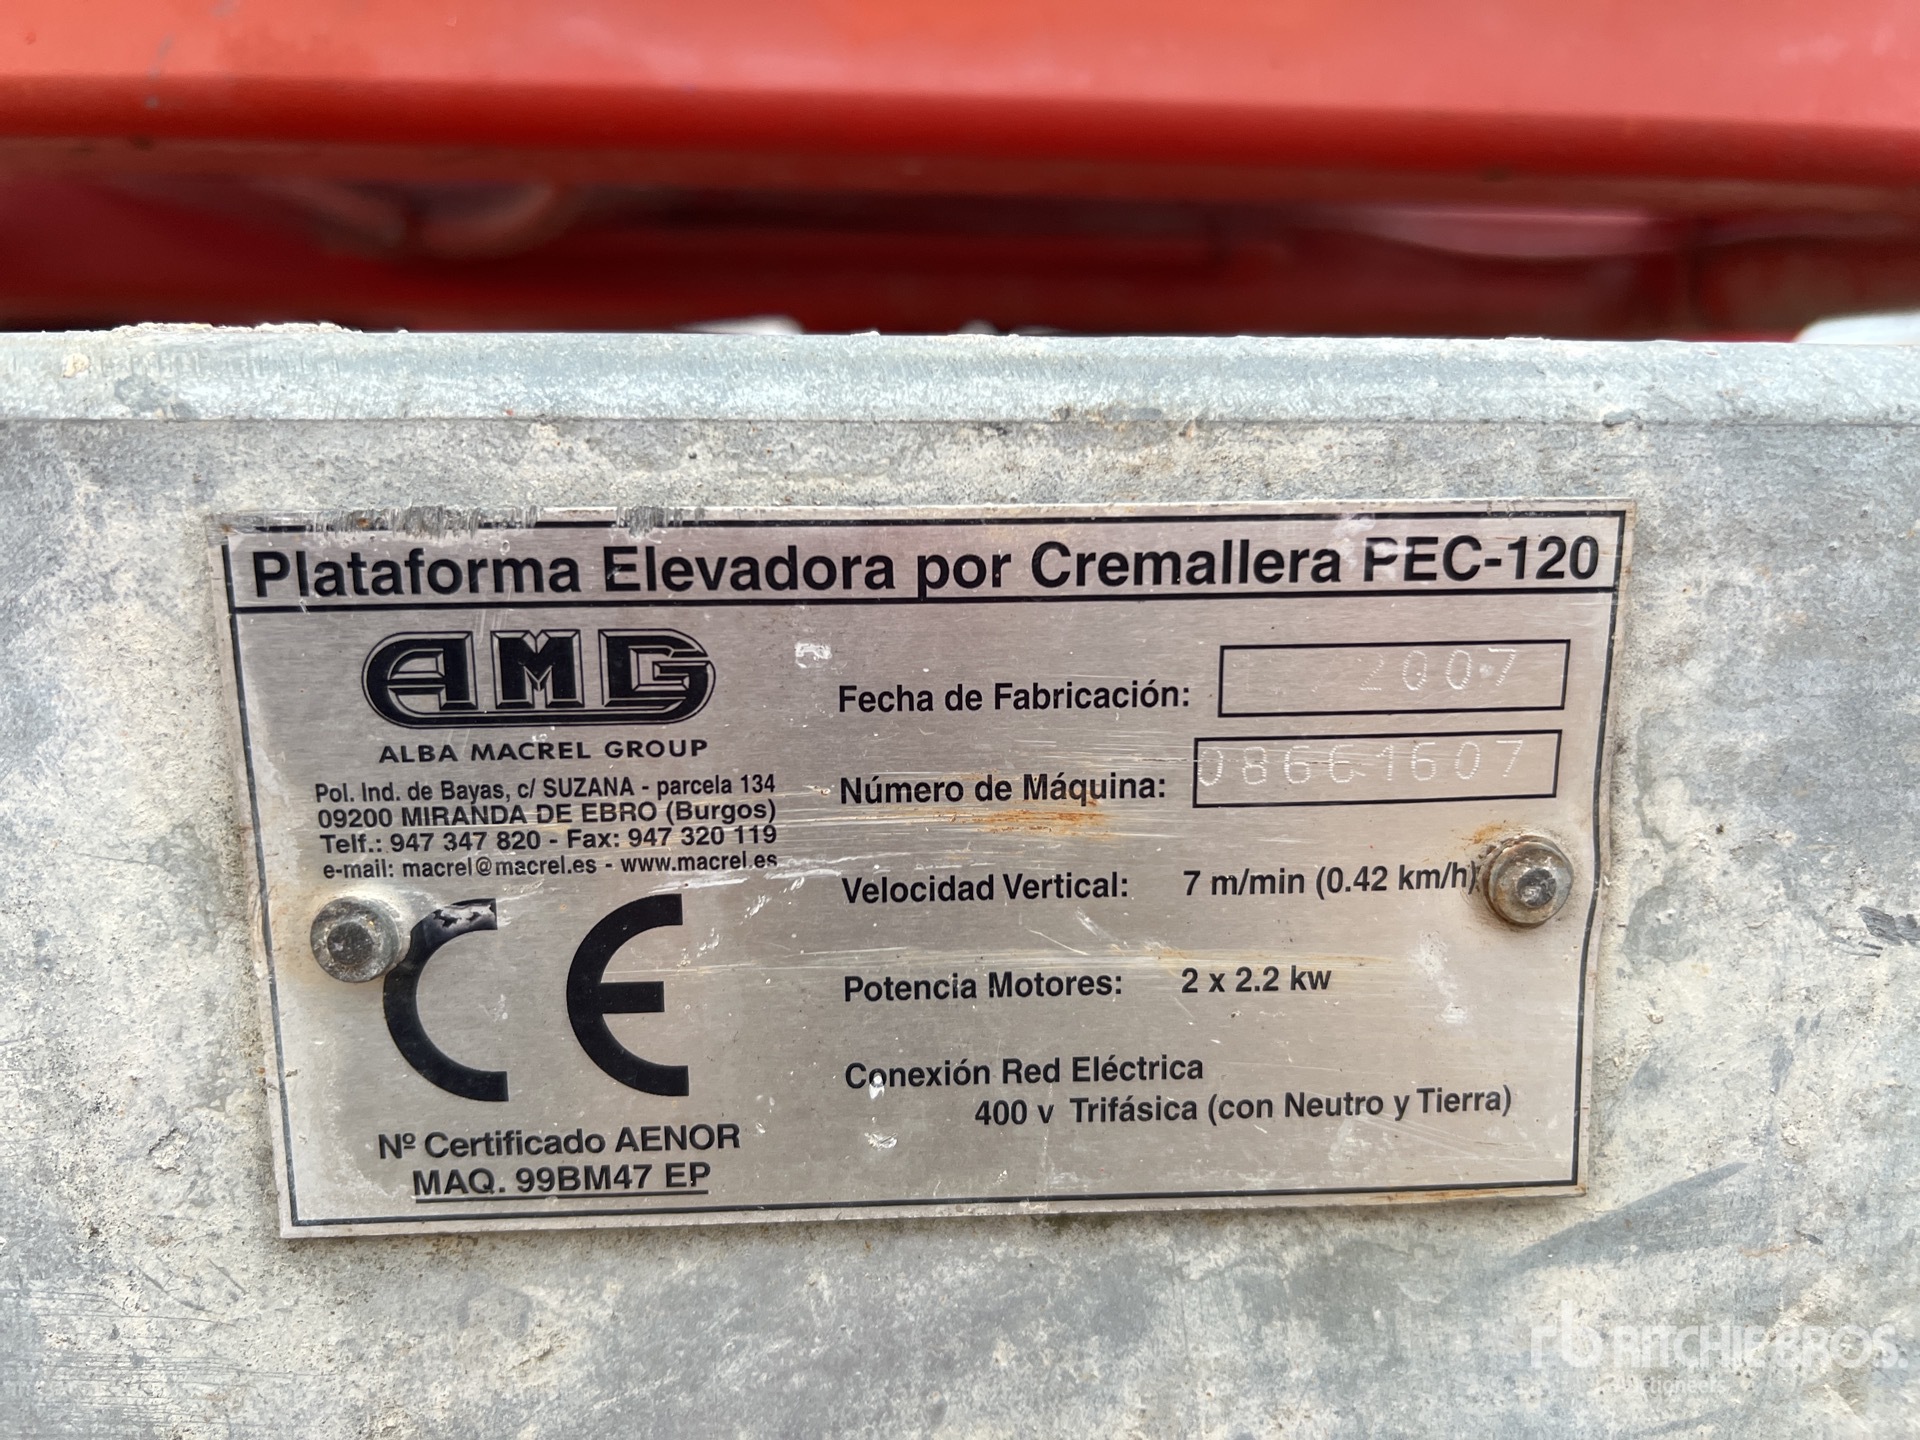 Plataforma Elevadora por Cremallera PEC-120
AMG
ALBA MACREL GROUP
Pol. Ind. de Bayas, c/ SUZANA - parcela 134
09200 MIRANDA DE EBRO (Burgos)
Telf.: 947 347 820 - Fax: 947 320 119
e-mail: macrel@macrel.es - www.macrel.es
CE
Nº Certificado AENOR
MAQ. 99BM47 EP
Fecha de Fabricación: 2007
Número de Máquina: 08661607
Velocidad Vertical: 7 m/min (0.42 km/h)
Potencia Motores: 2 x 2.2 kw
Conexión Red Eléctrica
400 v Trifásica (con Neutro y Tierra)
rb RITCHIE BROS.
Auctioneers